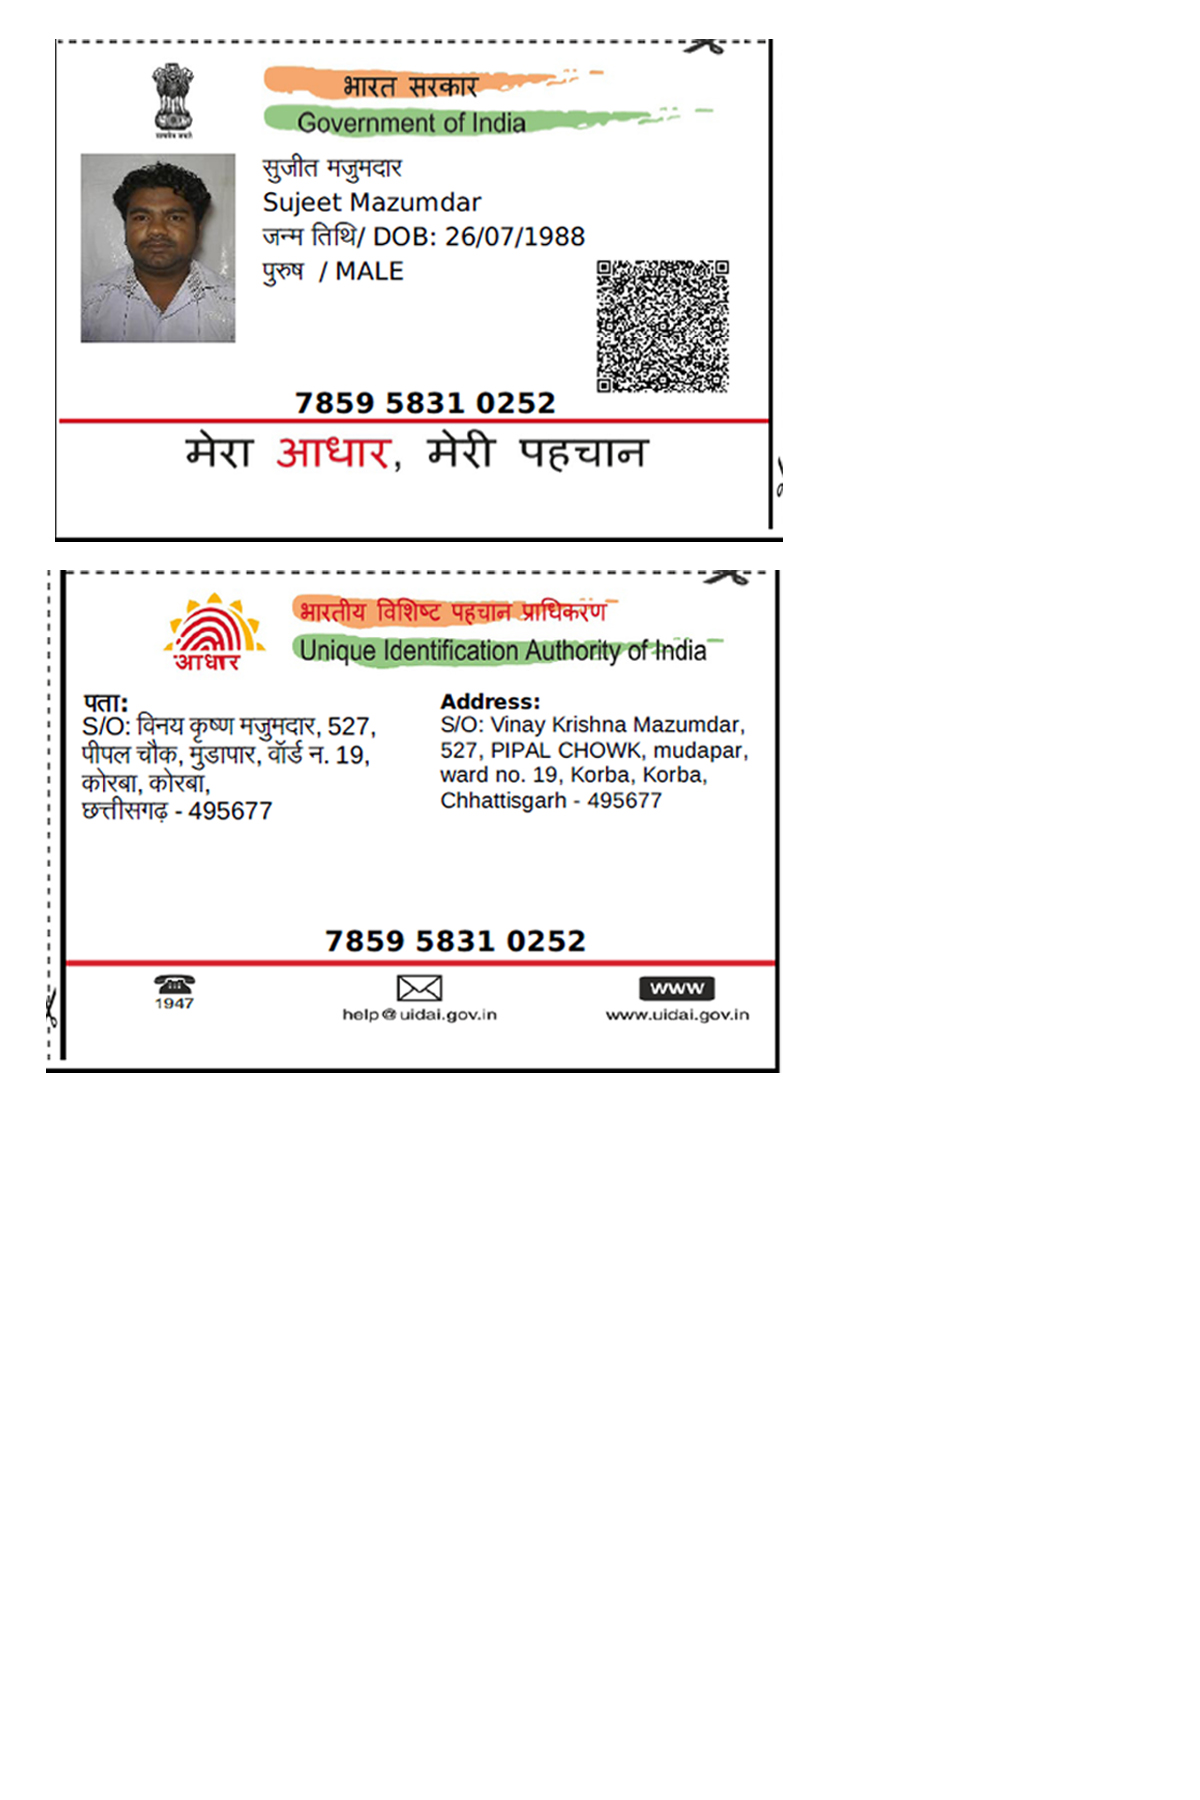 भारत सरकार
Government of India
सुजीत मजुमदार
Sujeet Mazumdar
जन्म तिथि/ DOB: 26/07/1988
पुरुष / MALE
7859 5831 0252
मेरा आधार, मेरी पहचान
भारतीय विशिष्ट पहचान प्राधिकरण
Unique Identification Authority of India
आधार
पता:
S/O: विनय कृष्ण मजुमदार, 527,
पीपल चौक, मुडापार, वॉर्ड न. 19,
कोरबा, कोरबा,
छत्तीसगढ़ - 495677
Address:
S/O: Vinay Krishna Mazumdar,
527, PIPAL CHOWK, mudapar,
ward no. 19, Korba, Korba,
Chhattisgarh - 495677
7859 5831 0252
1947
help@uidai.gov.in
www
www.uidai.gov.in